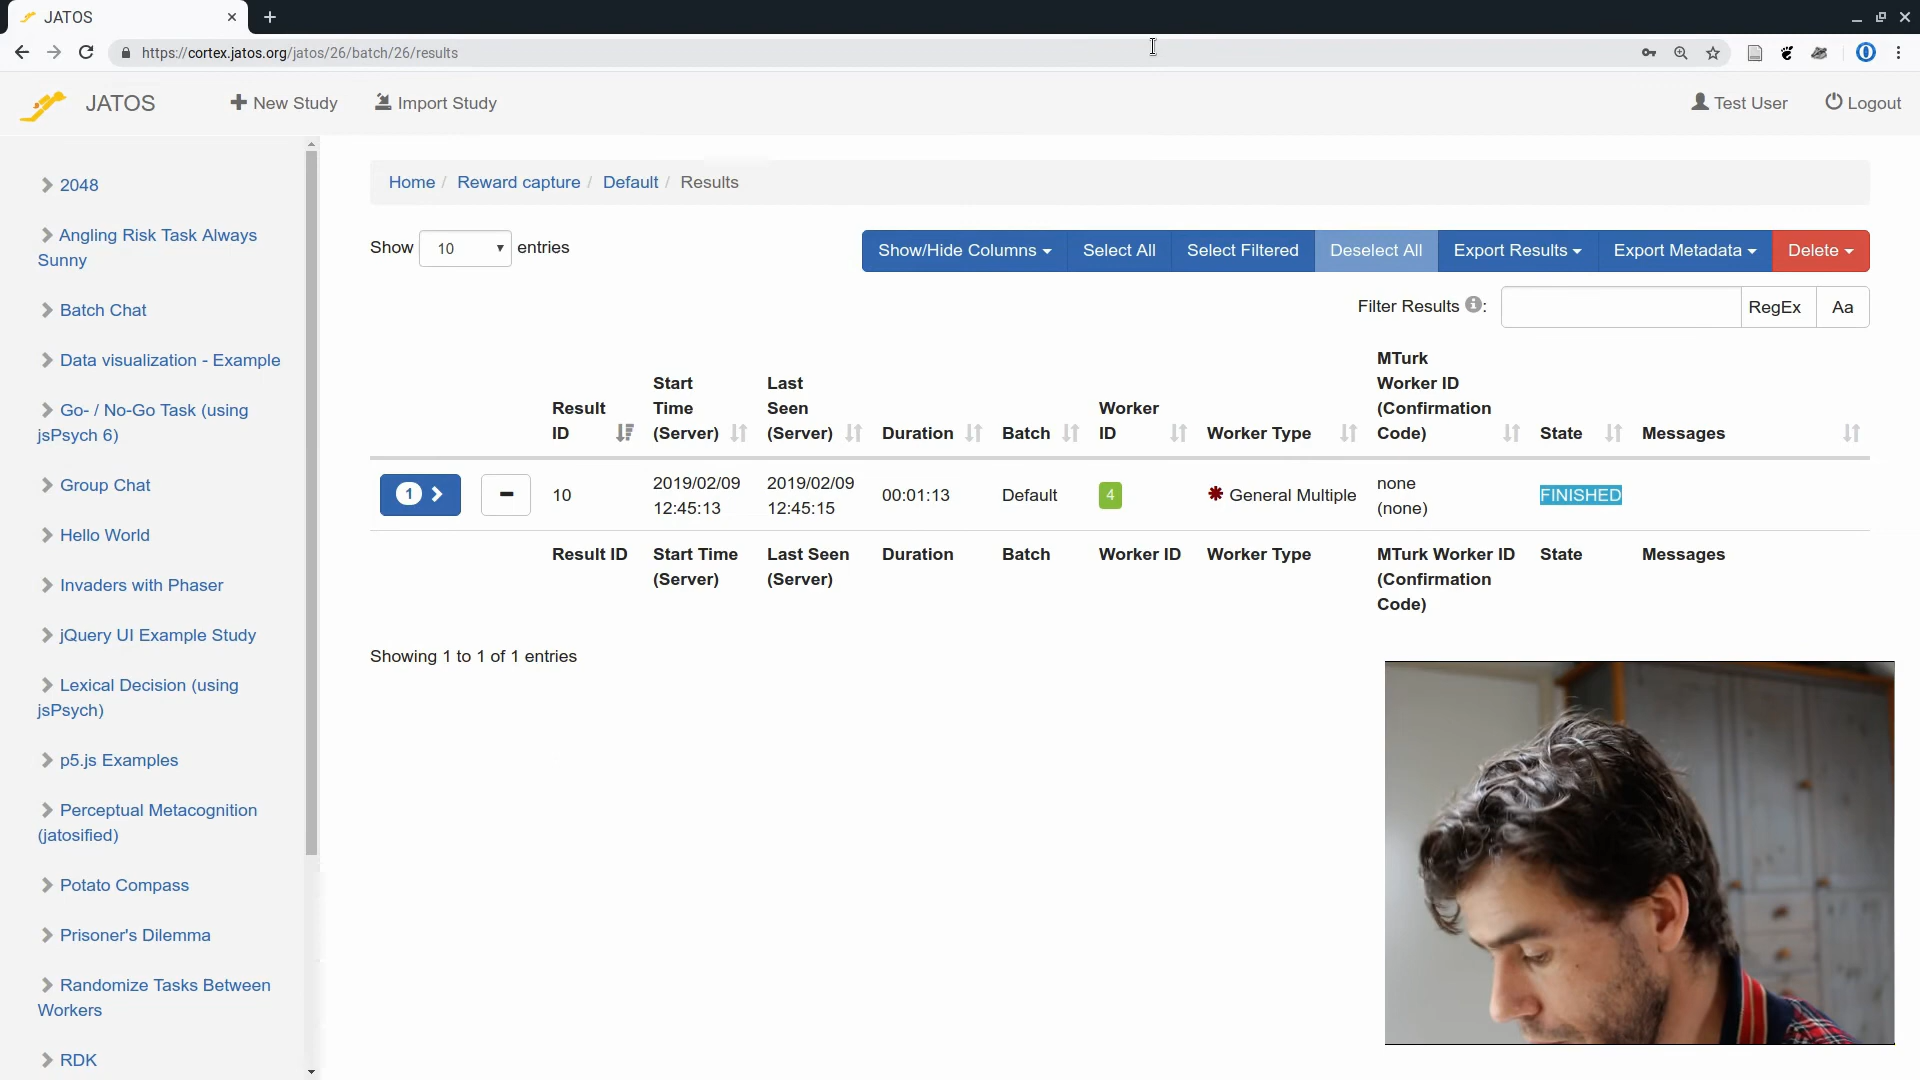 JATOS
https://cortex.jatos.org/jatos/26/batch/26/results
JATOS
New Study
Import Study
Test User
Logout
2048
Angling Risk Task Always
Sunny
Batch Chat
Data visualization - Example
Go- / No-Go Task (using
jsPsych 6)
Group Chat
Hello World
Invaders with Phaser
jQuery UI Example Study
Lexical Decision (using
jsPsych)
p5.js Examples
Perceptual Metacognition
(jatosified)
Potato Compass
Prisoner's Dilemma
Randomize Tasks Between
Workers
RDK
Home / Reward capture / Default / Results
Show 10 entries
Show/Hide Columns
Select All
Select Filtered
Deselect All
Export Results
Export Metadata
Delete
Filter Results :
RegEx
Aa
Result
ID
Start
Time
(Server)
Last
Seen
(Server)
Duration
Batch
Worker
ID
Worker Type
MTurk
Worker ID
(Confirmation
Code)
State
Messages
1
10
2019/02/09
12:45:13
2019/02/09
12:45:15
00:01:13
Default
4
General Multiple
none
(none)
FINISHED
Result ID
Start Time
(Server)
Last Seen
(Server)
Duration
Batch
Worker ID
Worker Type
MTurk Worker ID
(Confirmation
Code)
State
Messages
Showing 1 to 1 of 1 entries